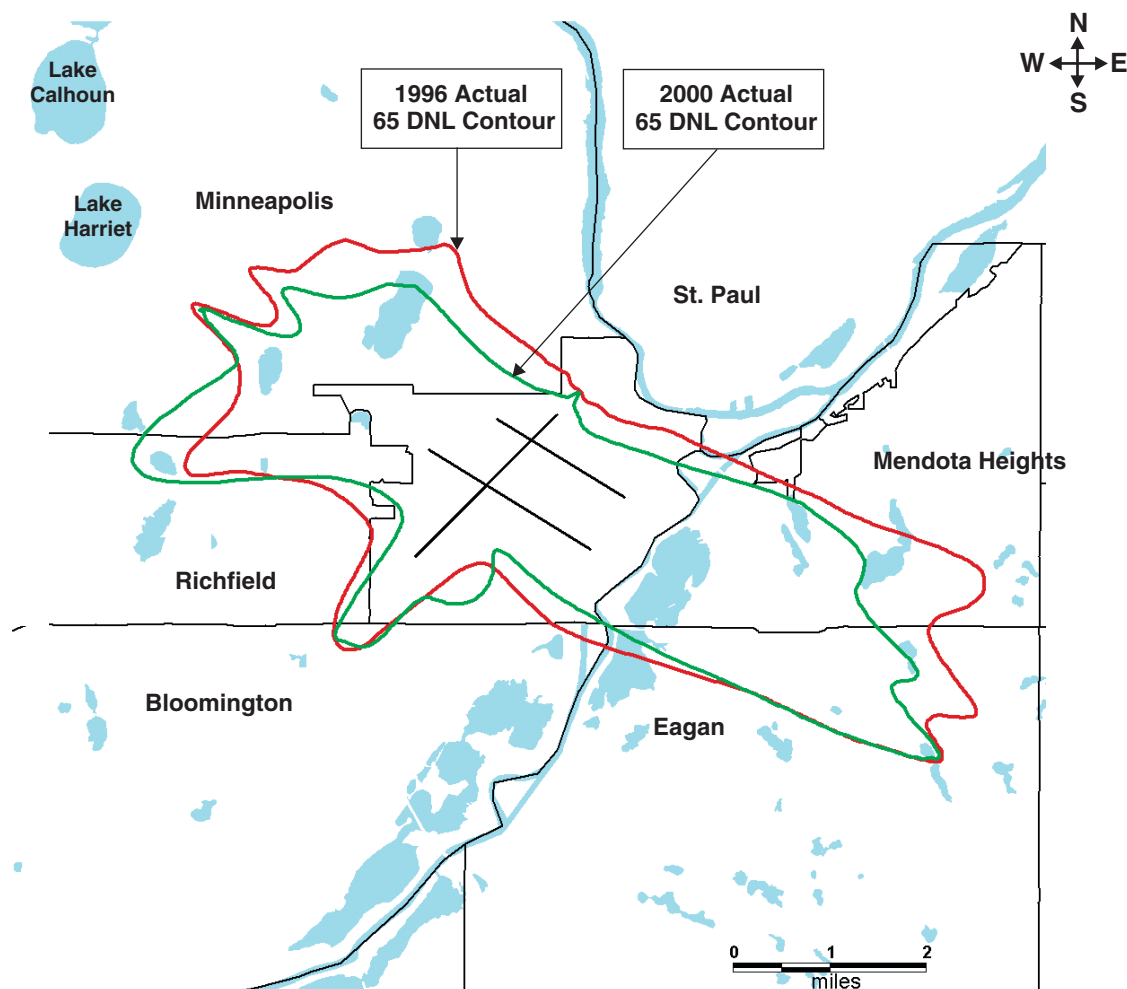 N
W E
S
Lake
Calhoun
1996 Actual
65 DNL Contour
2000 Actual
65 DNL Contour
Minneapolis
Lake
Harriet
St. Paul
Mendota Heights
Richfield
Bloomington
Eagan
0 1 2
miles